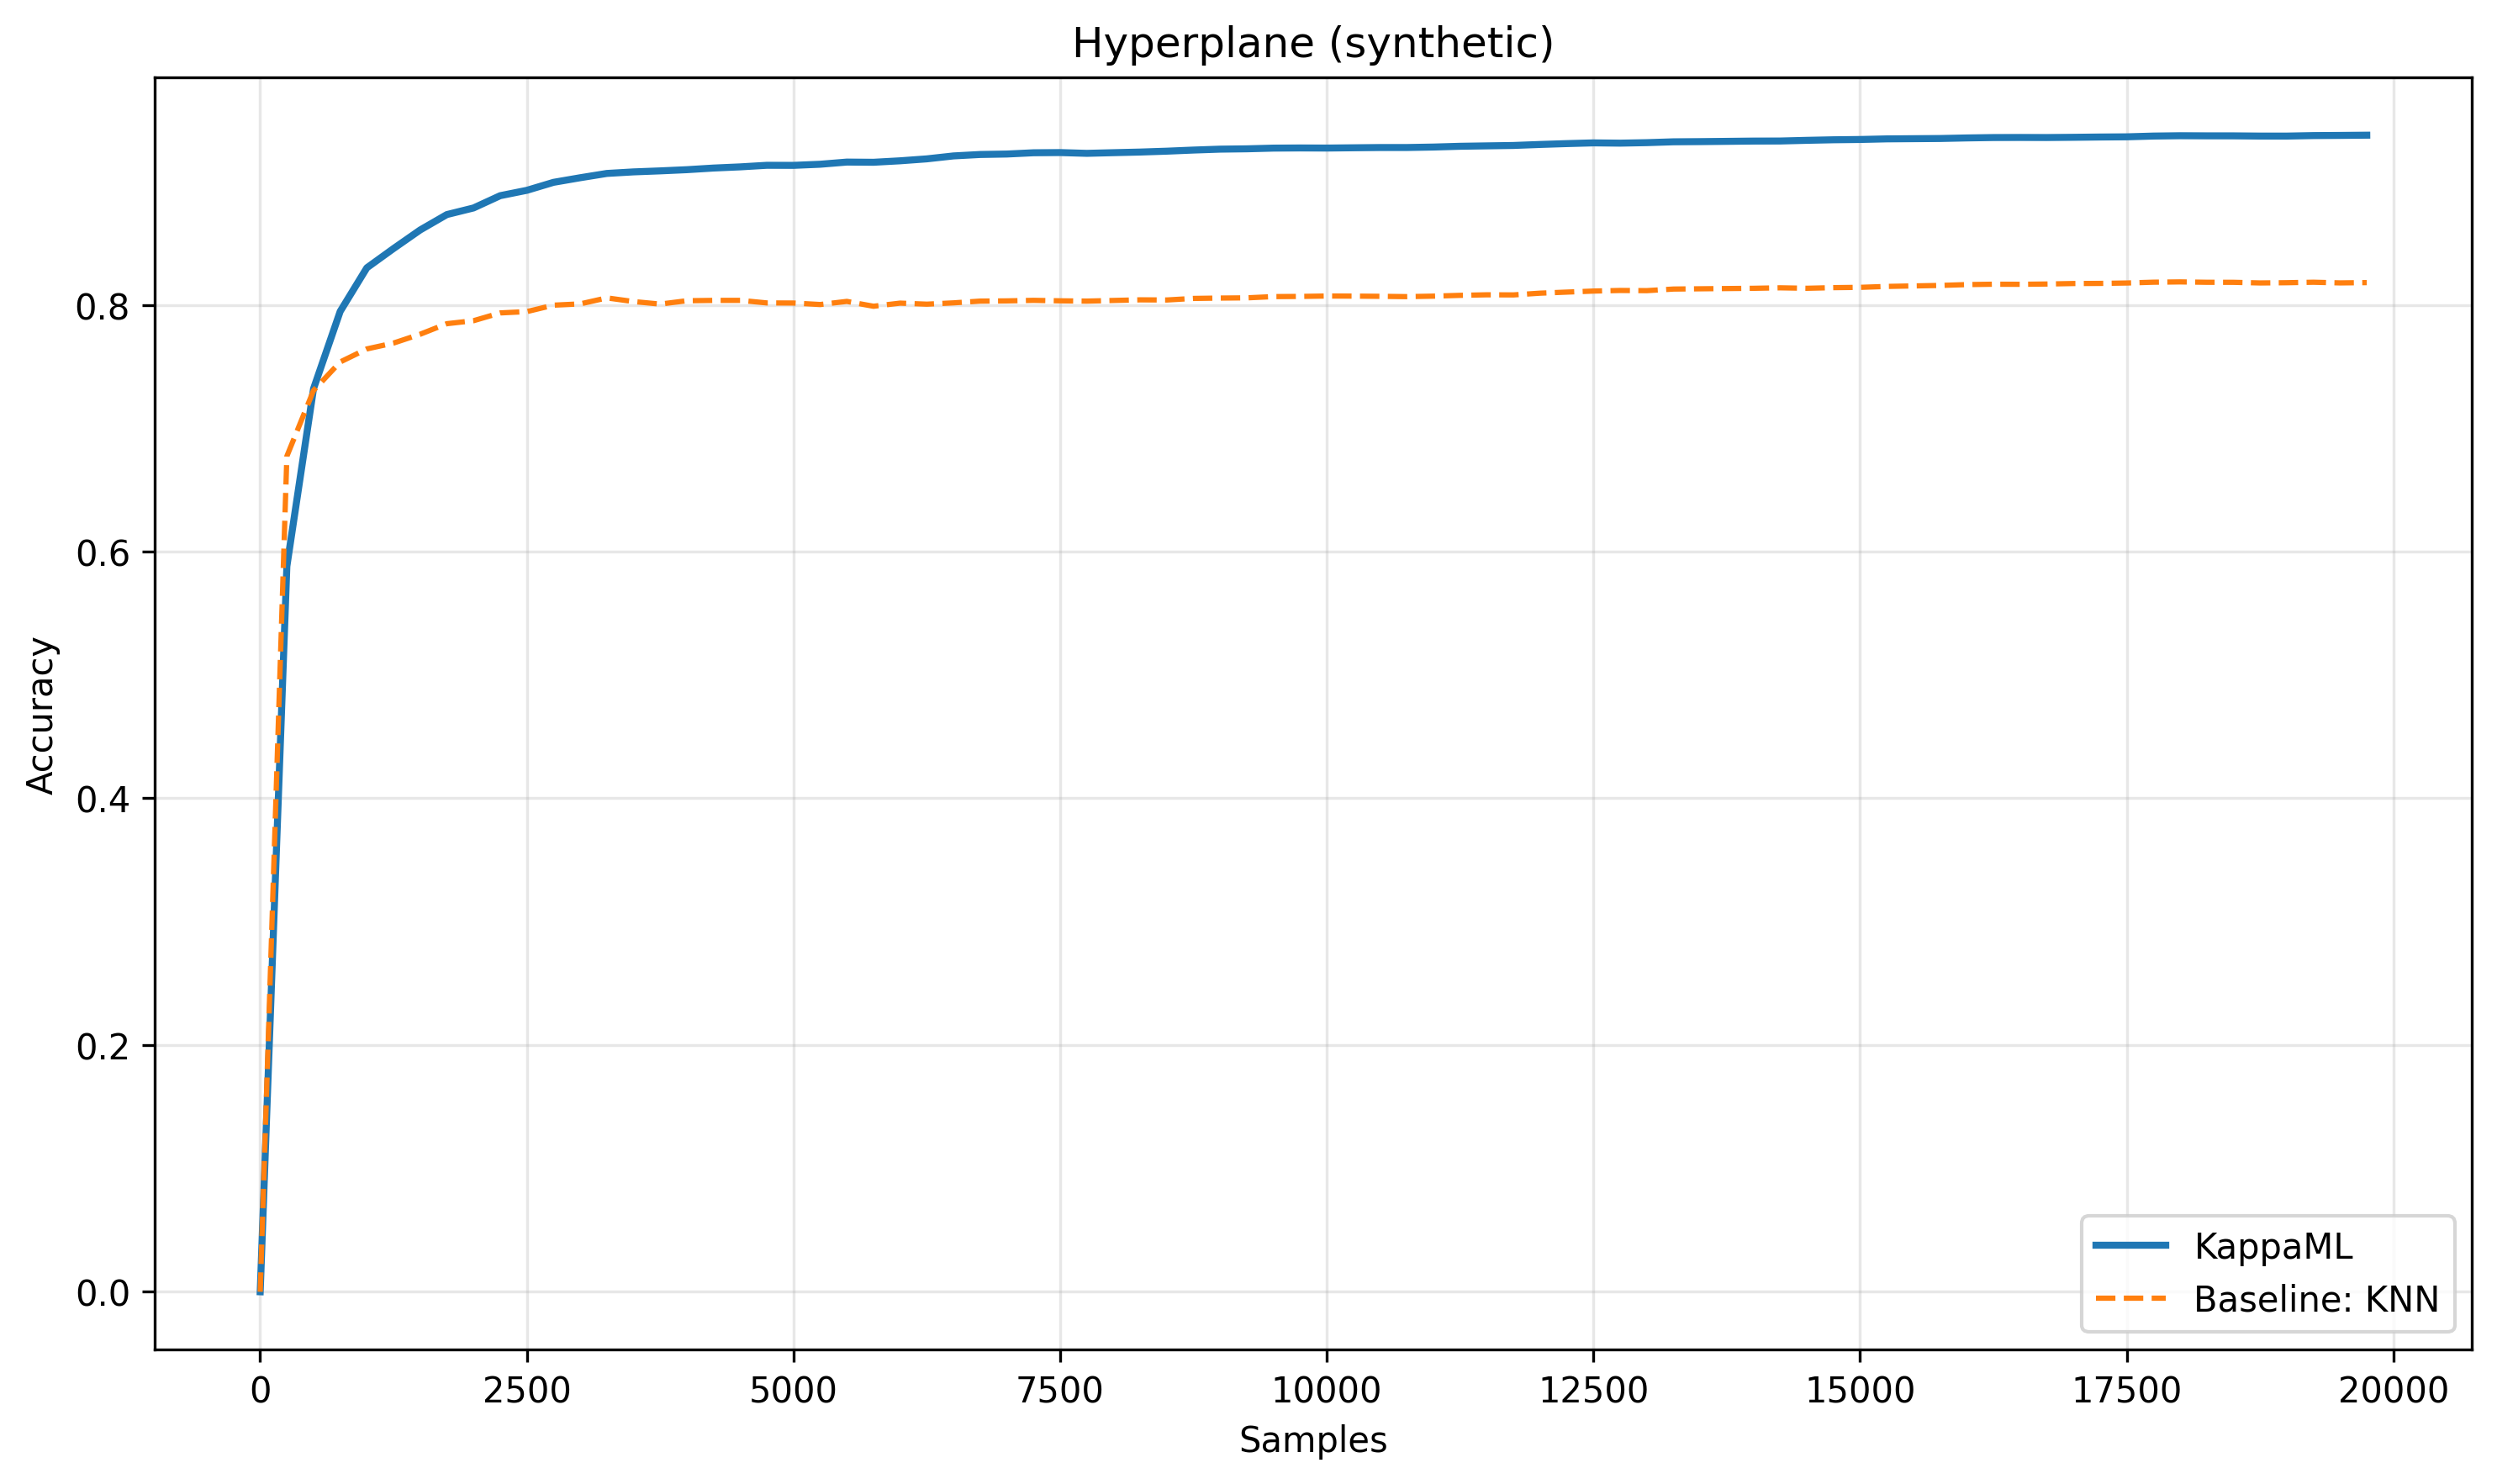 Hyperplane (synthetic)
Accuracy
0.8
0.6
0.4
0.2
0.0
KappaML
Baseline: KNN
0 2500 5000 7500 10000 12500 15000 17500 20000
Samples